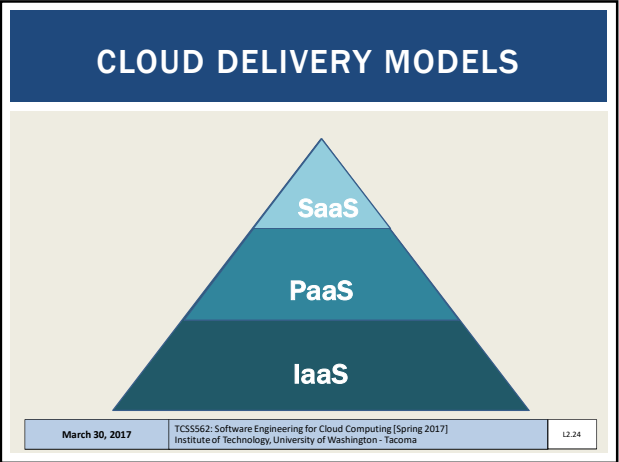 CLOUD DELIVERY MODELS
SaaS
PaaS
IaaS
March 30, 2017
TCSS562: Software Engineering for Cloud Computing [Spring 2017]
Institute of Technology, University of Washington - Tacoma
L2.24